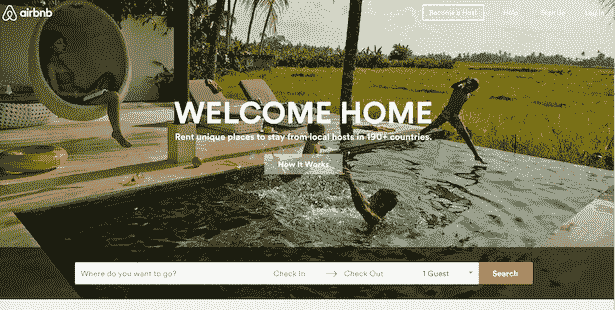 airbnb
Become a Host
Help
Sign Up
Log In
WELCOME HOME
Rent unique places to stay from local hosts in 190+ countries.
How It Works
Where do you want to go?
Check In → Check Out
1 Guest
Search